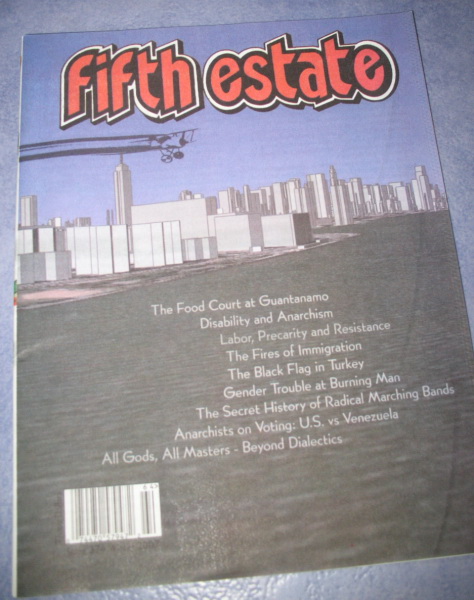 fifth estate
The Food Court at Guantanamo
Disability and Anarchism
Labor, Precarity and Resistance
The Fires of Immigration
The Black Flag in Turkey
Gender Trouble at Burning Man
The Secret History of Radical Marching Bands
Anarchists on Voting: U.S. vs Venezuela
All Gods, All Masters - Beyond Dialectics